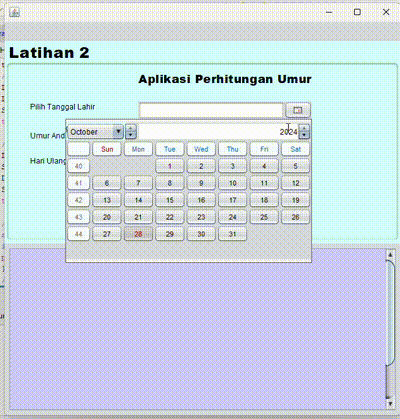 Latihan 2
Aplikasi Perhitungan Umur
Pilih Tanggal Lahir
October 2024
Umur And
Sun Mon Tue Wed Thu Fri Sat
Hari Ulang
40 1 2 3 4 5
41 6 7 8 9 10 11 12
42 13 14 15 16 17 18 19
43 20 21 22 23 24 25 26
44 27 28 29 30 31